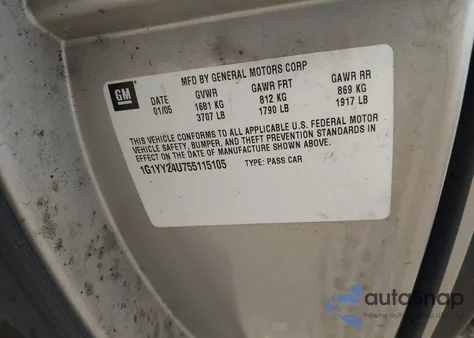 GM
MFD BY GENERAL MOTORS CORP
DATE GVWR GAWR FRT GAWR RR
01/05 1681 KG 812 KG 869 KG
3707 LB 1790 LB 1917 LB
THIS VEHICLE CONFORMS TO ALL APPLICABLE U.S. FEDERAL MOTOR
VEHICLE SAFETY, BUMPER, AND THEFT PREVENTION STANDARDS IN
EFFECT ON THE DATE OF MANUFACTURE SHOWN ABOVE.
1G1YY24U755115105 TYPE: PASS CAR
autosnap